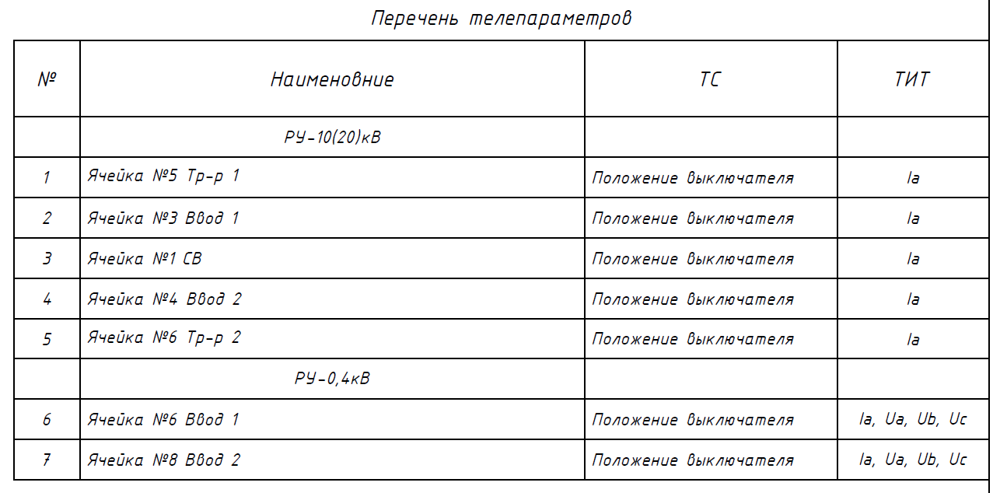 Перечень телепараметров
№ Наименовние ТС ТИТ
РУ-10(20)кВ
1 Ячейка №5 Тр-р 1 Положение выключателя Ia
2 Ячейка №3 Ввод 1 Положение выключателя Ia
3 Ячейка №1 СВ Положение выключателя Ia
4 Ячейка №4 Ввод 2 Положение выключателя Ia
5 Ячейка №6 Тр-р 2 Положение выключателя Ia
РУ-0,4кВ
6 Ячейка №6 Ввод 1 Положение выключателя Ia, Ua, Ub, Uc
7 Ячейка №8 Ввод 2 Положение выключателя Ia, Ua, Ub, Uc